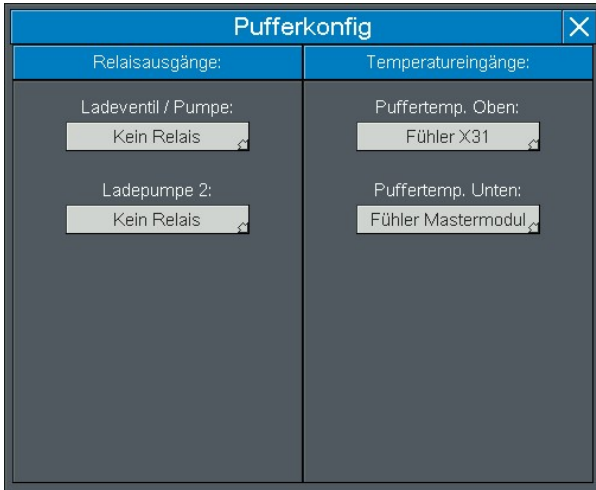 Pufferkonfig
Relaisausgänge:
Ladeventil / Pumpe:
Kein Relais
Ladepumpe 2:
Kein Relais
Temperatureingänge:
Puffertemp. Oben:
Fühler X31
Puffertemp. Unten:
Fühler Mastermodul